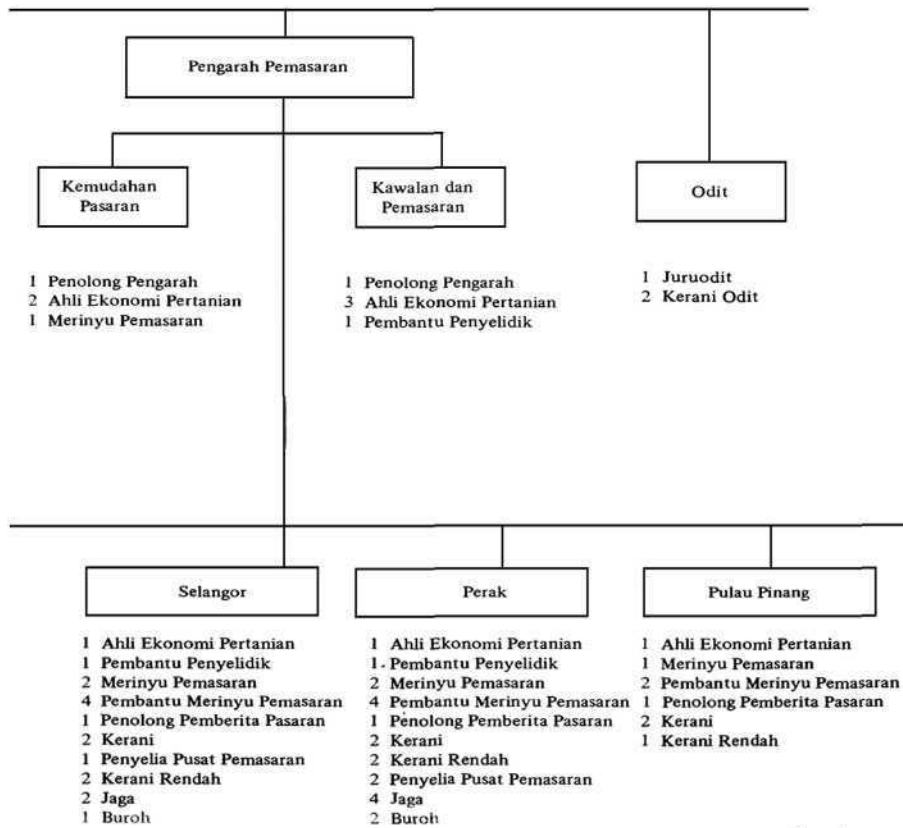 Pengarah Pemasaran
Kemudahan
Pasaran
1 Penolong Pengarah
2 Ahli Ekonomi Pertanian
1 Merinyu Pemasaran
Kawalan dan
Pemasaran
1 Penolong Pengarah
3 Ahli Ekonomi Pertanian
1 Pembantu Penyelidik
Odit
1 Juruodit
2 Kerani Odit
Selangor
1 Ahli Ekonomi Pertanian
1 Pembantu Penyelidik
2 Merinyu Pemasaran
4 Pembantu Merinyu Pemasaran
1 Penolong Pemberita Pasaran
2 Kerani
1 Penyelia Pusat Pemasaran
2 Kerani Rendah
2 Jaga
1 Buroh
Perak
1 Ahli Ekonomi Pertanian
1 Pembantu Penyelidik
2 Merinyu Pemasaran
4 Pembantu Merinyu Pemasaran
1 Penolong Pemberita Pasaran
2 Kerani
2 Kerani Rendah
2 Penyelia Pusat Pemasaran
4 Jaga
2 Buroh
Pulau Pinang
1 Ahli Ekonomi Pertanian
1 Merinyu Pemasaran
2 Pembantu Merinyu Pemasaran
1 Penolong Pemberita Pasaran
2 Kerani
1 Kerani Rendah